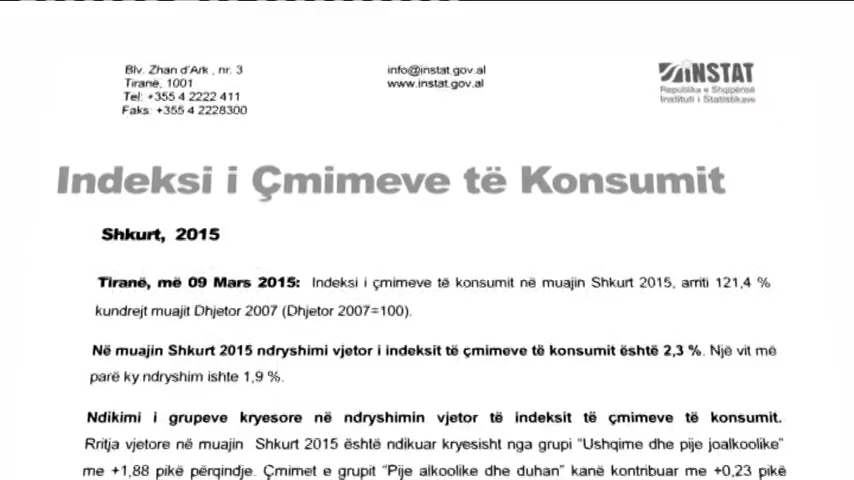 Blv. Zhan d'Ark , nr. 3
Tiranë, 1001
Tel: +355 4 2222 411
Faks: +355 4 2228300
info@instat.gov.al
www.instat.gov.al
INSTAT
Republika e Shqipërisë
Instituti i Statistikave
Indeksi i Çmimeve të Konsumit
Shkurt, 2015
Tiranë, më 09 Mars 2015: Indeksi i çmimeve të konsumit në muajin Shkurt 2015, arriti 121,4 %
kundrejt muajit Dhjetor 2007 (Dhjetor 2007=100).
Në muajin Shkurt 2015 ndryshimi vjetor i indeksit të çmimeve të konsumit është 2,3 %. Një vit më
parë ky ndryshim ishte 1,9 %.
Ndikimi i grupeve kryesore në ndryshimin vjetor të indeksit të çmimeve të konsumit.
Rritja vjetore në muajin Shkurt 2015 është ndikuar kryesisht nga grupi "Ushqime dhe pije joalkoolike"
me +1,88 pikë përqindje. Çmimet e grupit "Pije alkoolike dhe duhan" kanë kontribuar me +0,23 pikë